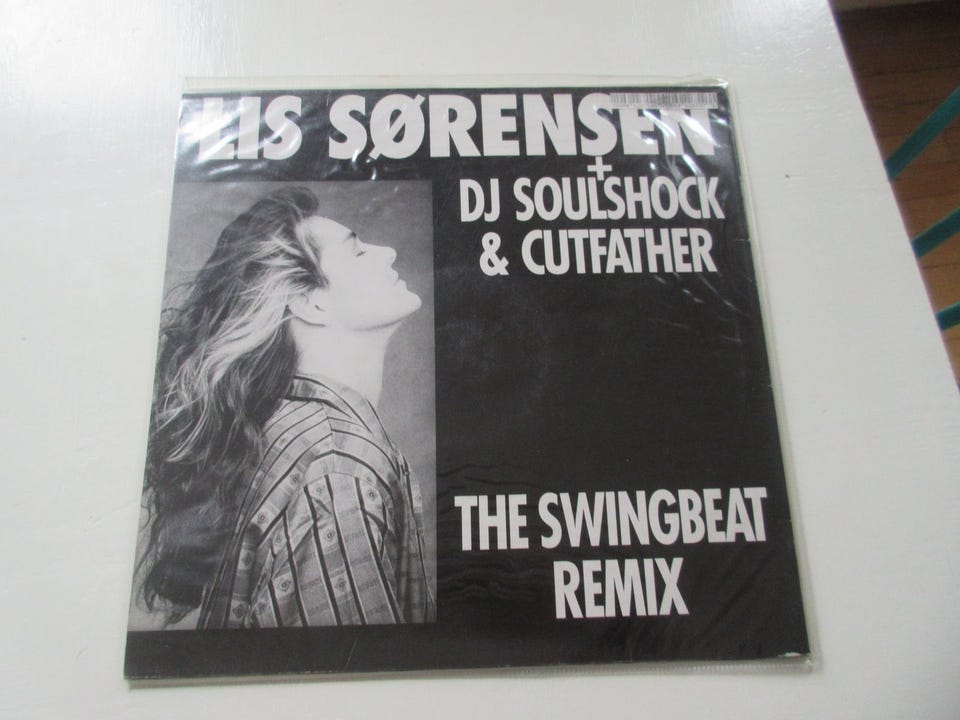 LIS SØRENSEN
+
DJ SOULSHOCK
& CUTFATHER
THE SWINGBEAT
REMIX